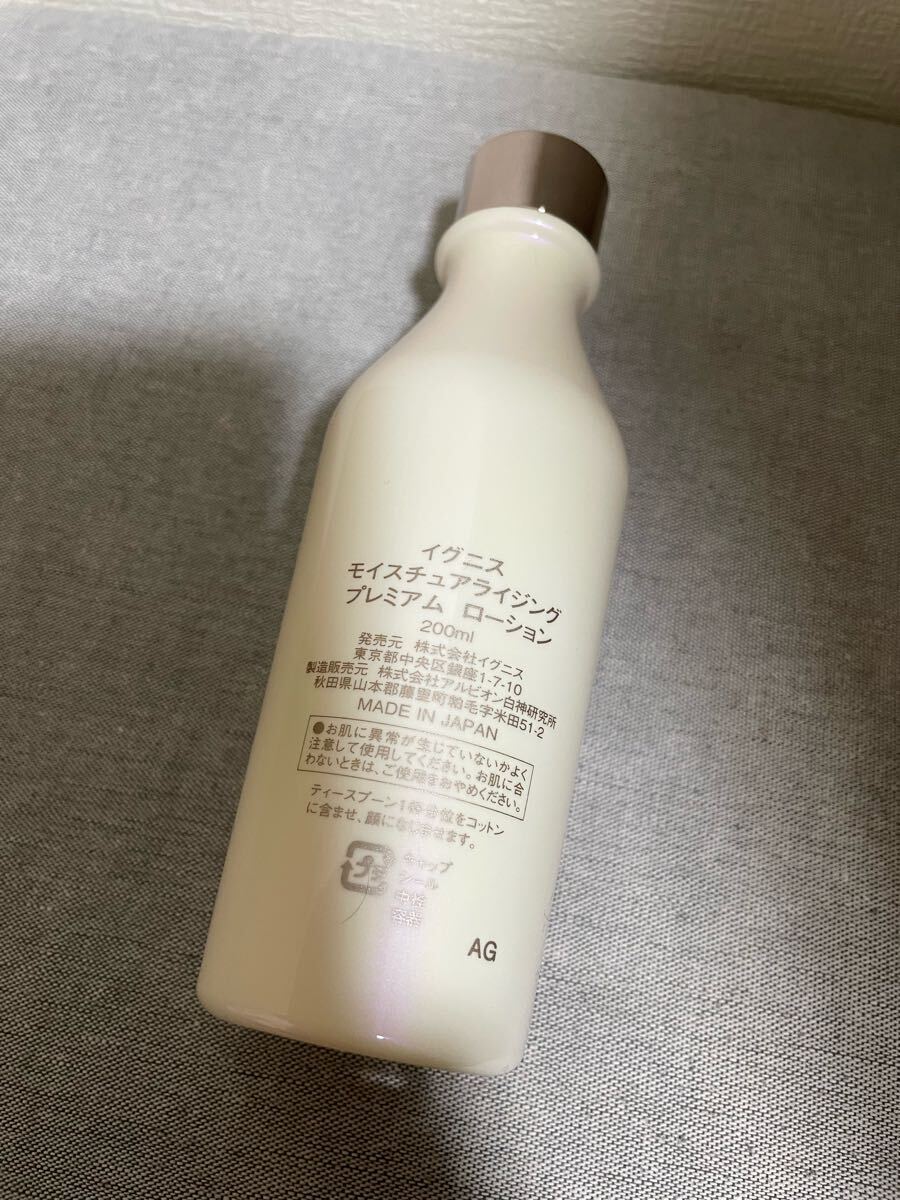 イグニス
モイスチュアライジング
プレミアム ローション
200ml
発売元 株式会社イグニス
東京都中央区銀座1-7-10
製造販売元 株式会社アルビオン白神研究所
秋田県山本郡藤里町粕毛字米田51-2
MADE IN JAPAN
●お肌に異常が生じていないかよく
注意して使用してください。お肌に合
わないときは、ご使用をおやめください。
ティースプーン1杯分位をコットン
に含ませ、顔になじませます。
プラ
キャップ
シール
中栓
容器
AG